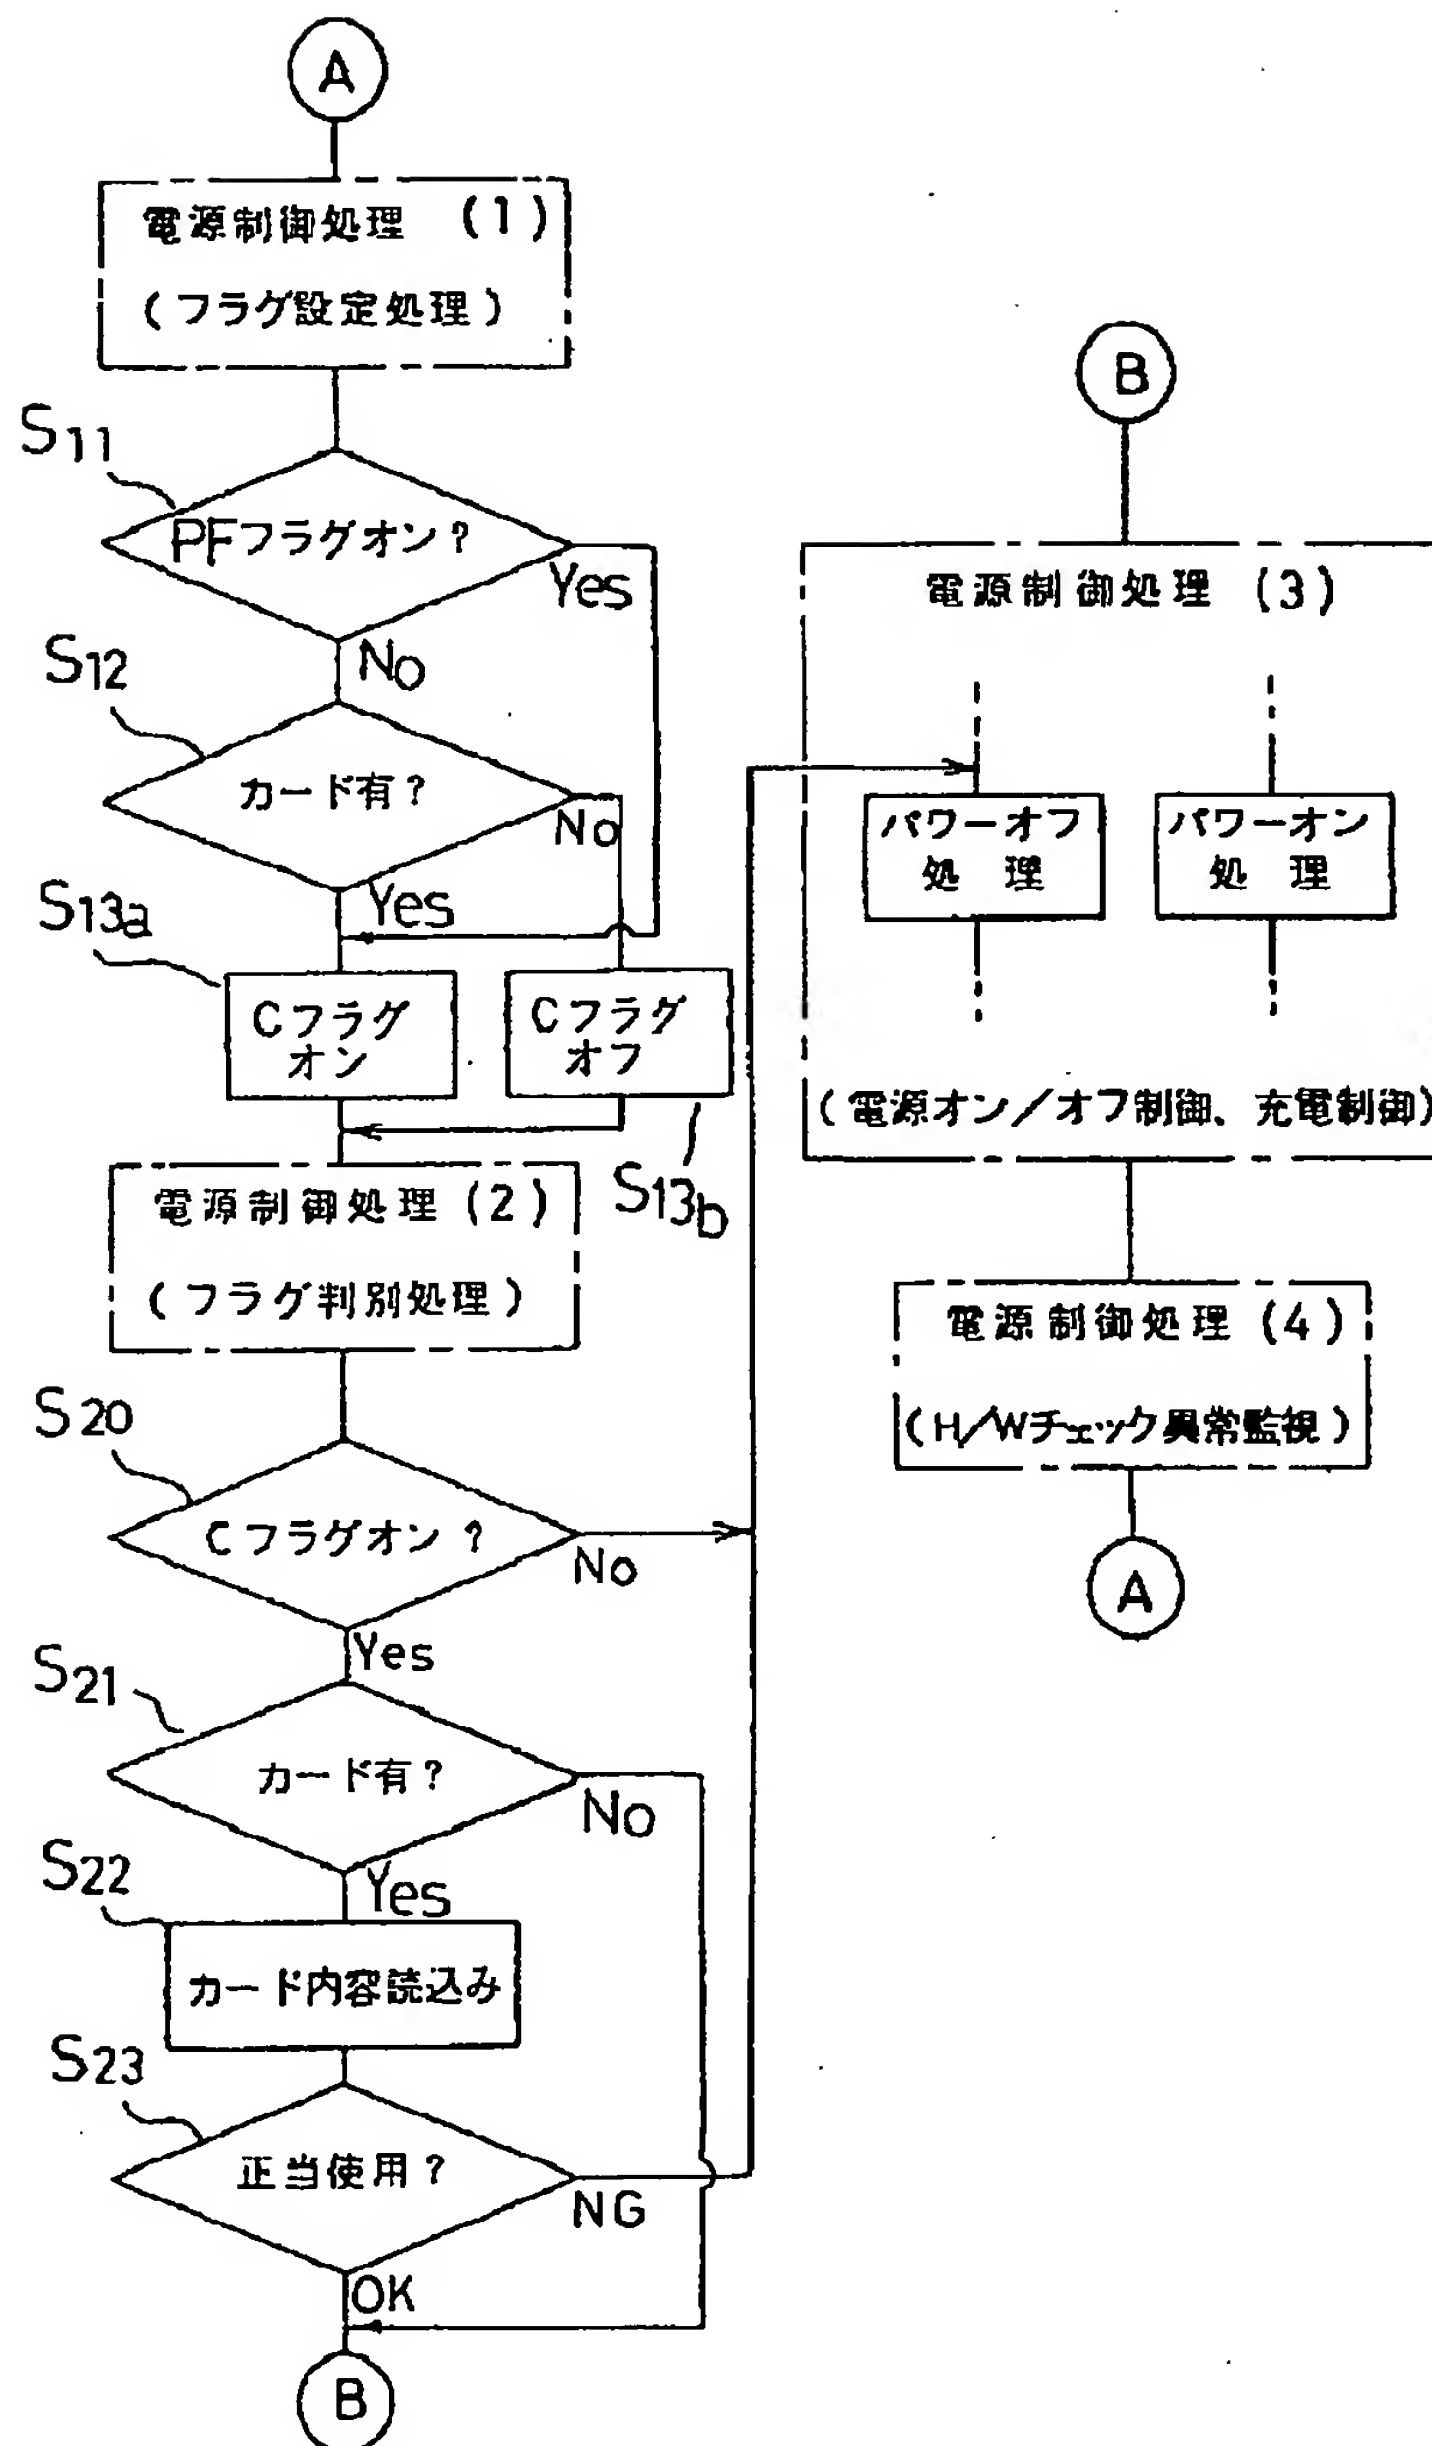 A
電源制御処理 (1)
(フラグ設定処理)
S11
PFフラグオン?
Yes
No
S12
カード有?
No
Yes
S13a
Cフラグ
オン
Cフラグ
オフ
S13b
電源制御処理 (2)
(フラグ判別処理)
S20
Cフラグオン?
No
Yes
S21
カード有?
No
Yes
S22
カード内容読込み
S23
正当使用?
NG
OK
B
B
電源制御処理 (3)
パワーオフ
処 理
パワーオン
処 理
(電源オン/オフ制御、充電制御)
電源制御処理 (4)
(H/Wチェック異常監視)
A